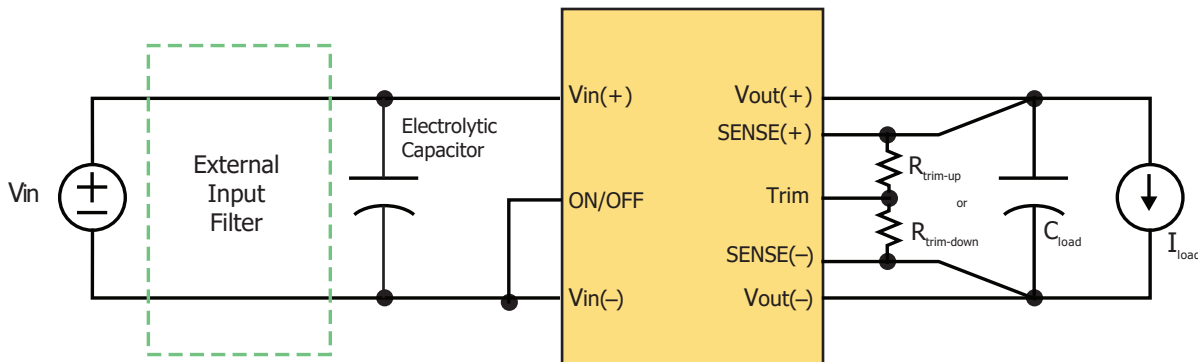 Vin
External
Input
Filter
Electrolytic
Capacitor
Vin(+)
ON/OFF
Vin(–)
Vout(+)
SENSE(+)
Trim
SENSE(–)
Vout(–)
Rtrim-up
or
Rtrim-down
Cload
Iload